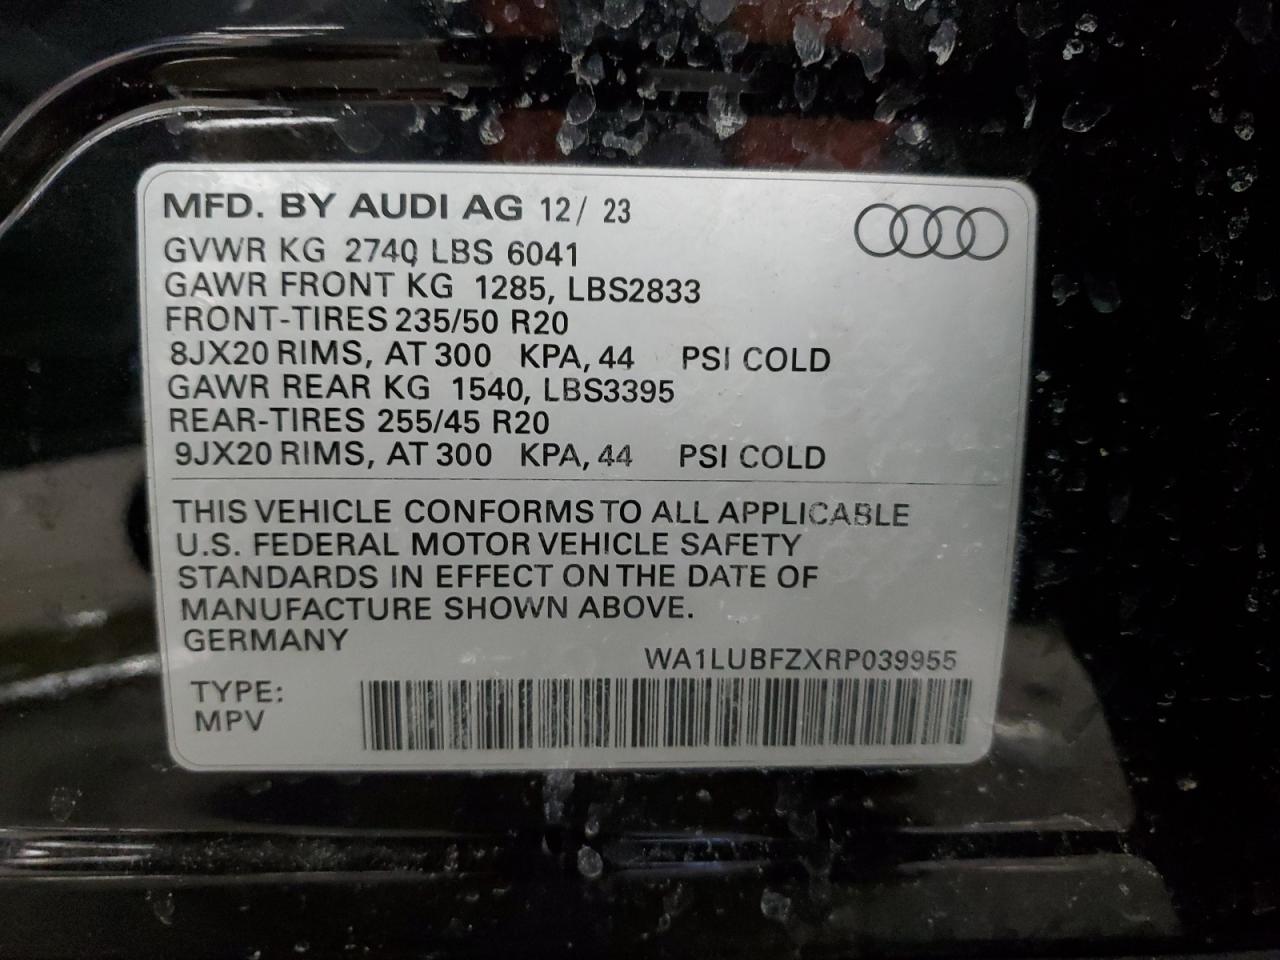 MFD. BY AUDI AG 12/ 23
GVWR KG 2740 LBS 6041
GAWR FRONT KG 1285, LBS2833
FRONT-TIRES 235/50 R20
8JX20 RIMS, AT 300 KPA, 44 PSI COLD
GAWR REAR KG 1540, LBS3395
REAR-TIRES 255/45 R20
9JX20 RIMS, AT 300 KPA, 44 PSI COLD
THIS VEHICLE CONFORMS TO ALL APPLICABLE
U.S. FEDERAL MOTOR VEHICLE SAFETY
STANDARDS IN EFFECT ON THE DATE OF
MANUFACTURE SHOWN ABOVE.
GERMANY
WA1LUBFZXRP039955
TYPE:
MPV